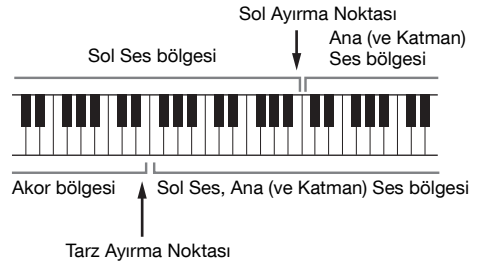 Sol Ayırma Noktası
Ana (ve Katman)
Ses bölgesi
Sol Ses bölgesi
Akor bölgesi
Sol Ses, Ana (ve Katman) Ses bölgesi
Tarz Ayırma Noktası